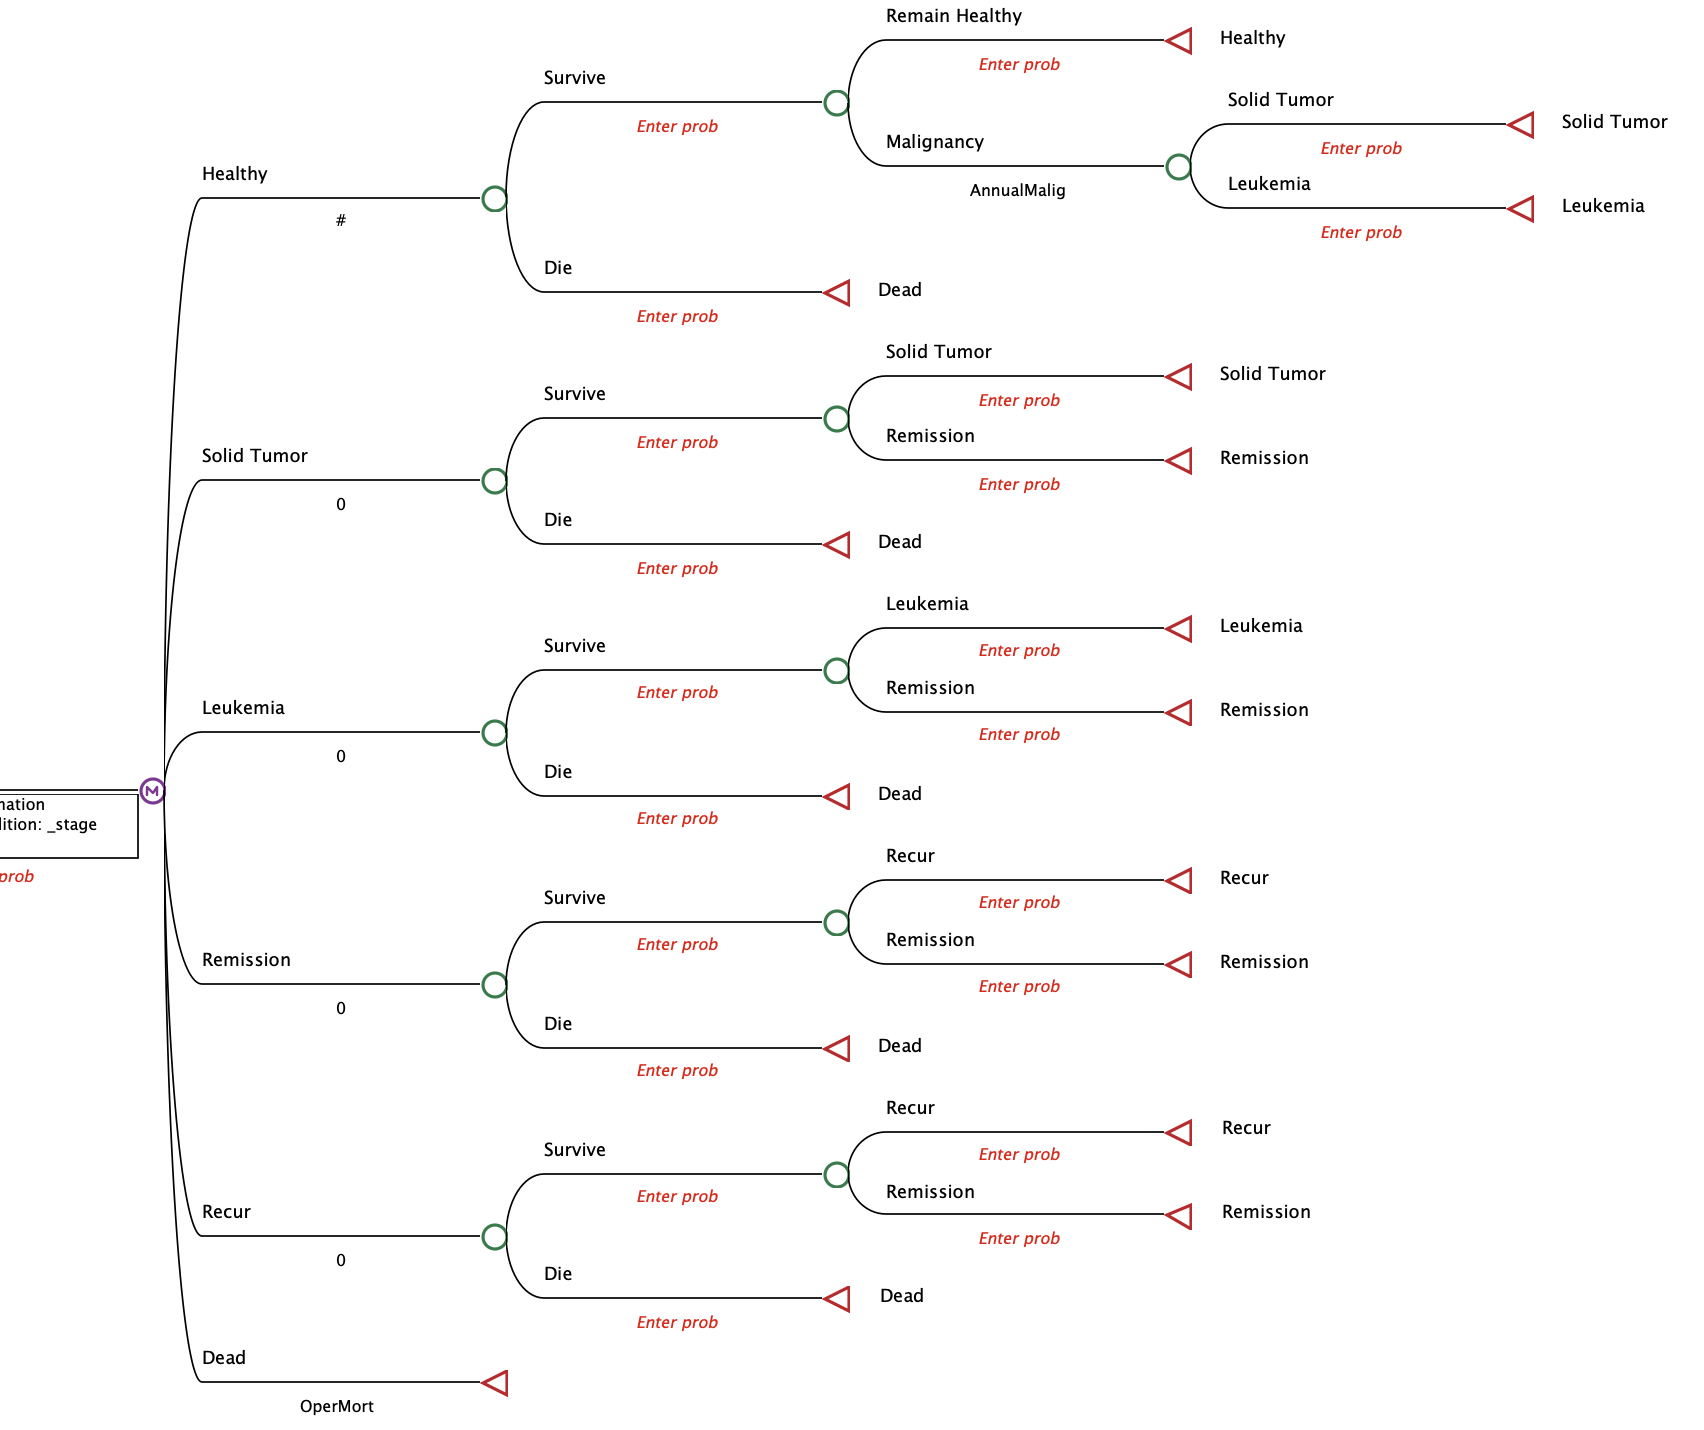 Remain Healthy
Healthy
Enter prob
Survive
Solid Tumor
Solid Tumor
Enter prob
Enter prob
Malignancy
AnnualMalig
Leukemia
Leukemia
Enter prob
Healthy
#
Die
Dead
Enter prob
Solid Tumor
Solid Tumor
Enter prob
Survive
Enter prob
Remission
Remission
Enter prob
Solid Tumor
0
Die
Dead
Enter prob
Leukemia
Leukemia
Enter prob
Survive
Enter prob
Remission
Remission
Enter prob
Leukemia
0
Die
Dead
Enter prob
nation
lition: _stage
prob
Recur
Recur
Enter prob
Survive
Enter prob
Remission
Remission
Enter prob
Remission
0
Die
Dead
Enter prob
Recur
Recur
Enter prob
Survive
Enter prob
Remission
Remission
Enter prob
Recur
0
Die
Dead
Enter prob
Dead
OperMort